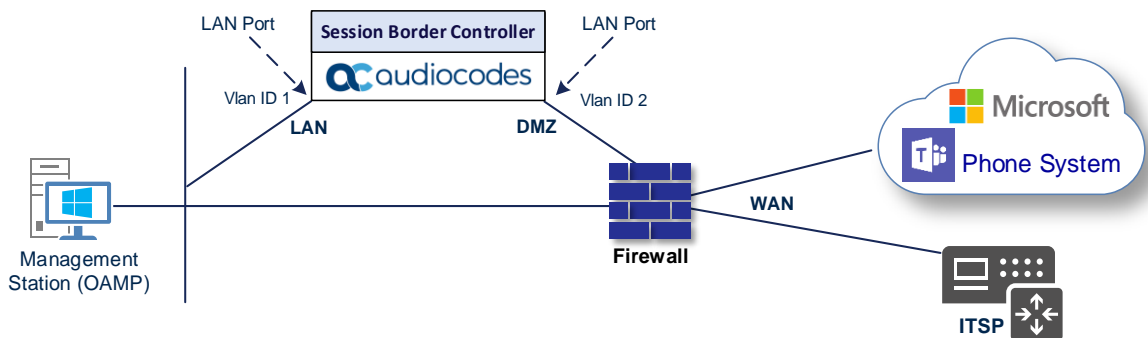 LAN Port
Session Border Controller
LAN Port
audiocodes
Vlan ID 1
Vlan ID 2
LAN
DMZ
Microsoft
T
Phone System
WAN
Firewall
Management
Station (OAMP)
ITSP